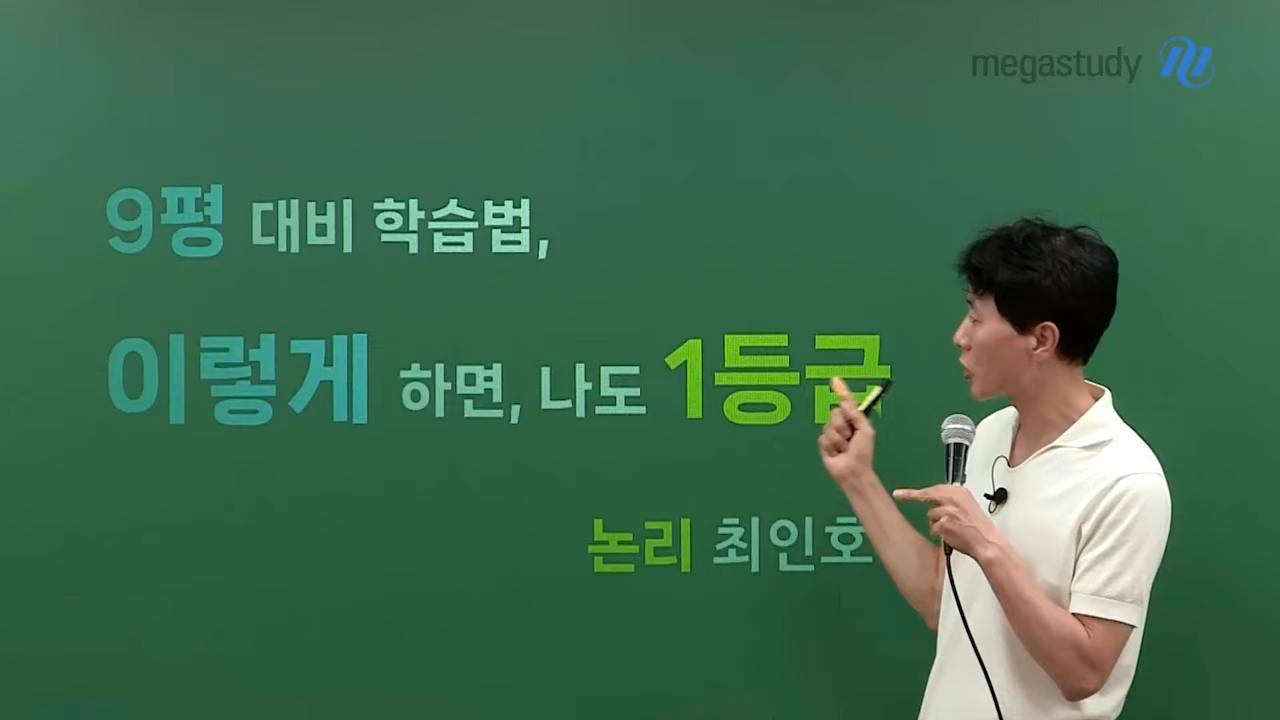 megastudy
9평 대비 학습법,
이렇게 하면, 나도 1등급
논리 최인호